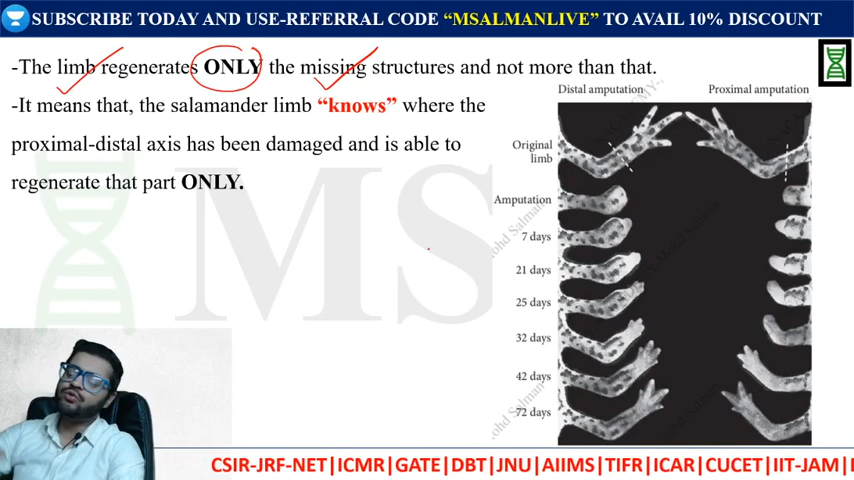 SUBSCRIBE TODAY AND USE-REFERRAL CODE “MSALMANLIVE” TO AVAIL 10% DISCOUNT
-The limb regenerates ONLY the missing structures and not more than that.
-It means that, the salamander limb “knows” where the
proximal-distal axis has been damaged and is able to
regenerate that part ONLY.
Distal amputation
Proximal amputation
Original
limb
Amputation
7 days
21 days
25 days
32 days
42 days
72 days
MS
CSIR-JRF-NET|ICMR|GATE|DBT|JNU|AIIMS|TIFR|ICAR|CUCET|IIT-JAM|